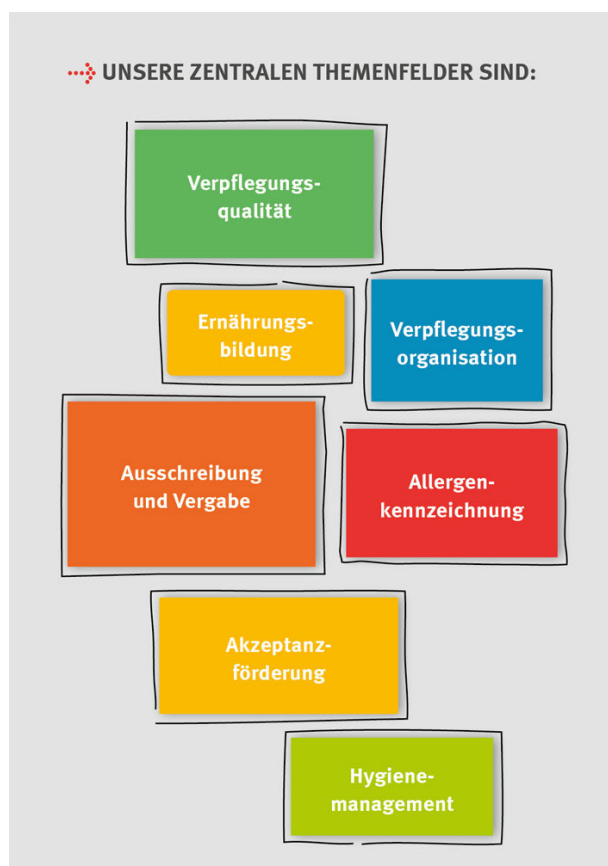 UNSERE ZENTRALEN THEMENFELDER SIND:
Verpflegungs-
qualität
Ernährungs-
bildung
Verpflegungs-
organisation
Ausschreibung
und Vergabe
Allergen-
kennzeichnung
Akzeptanz-
förderung
Hygiene-
management